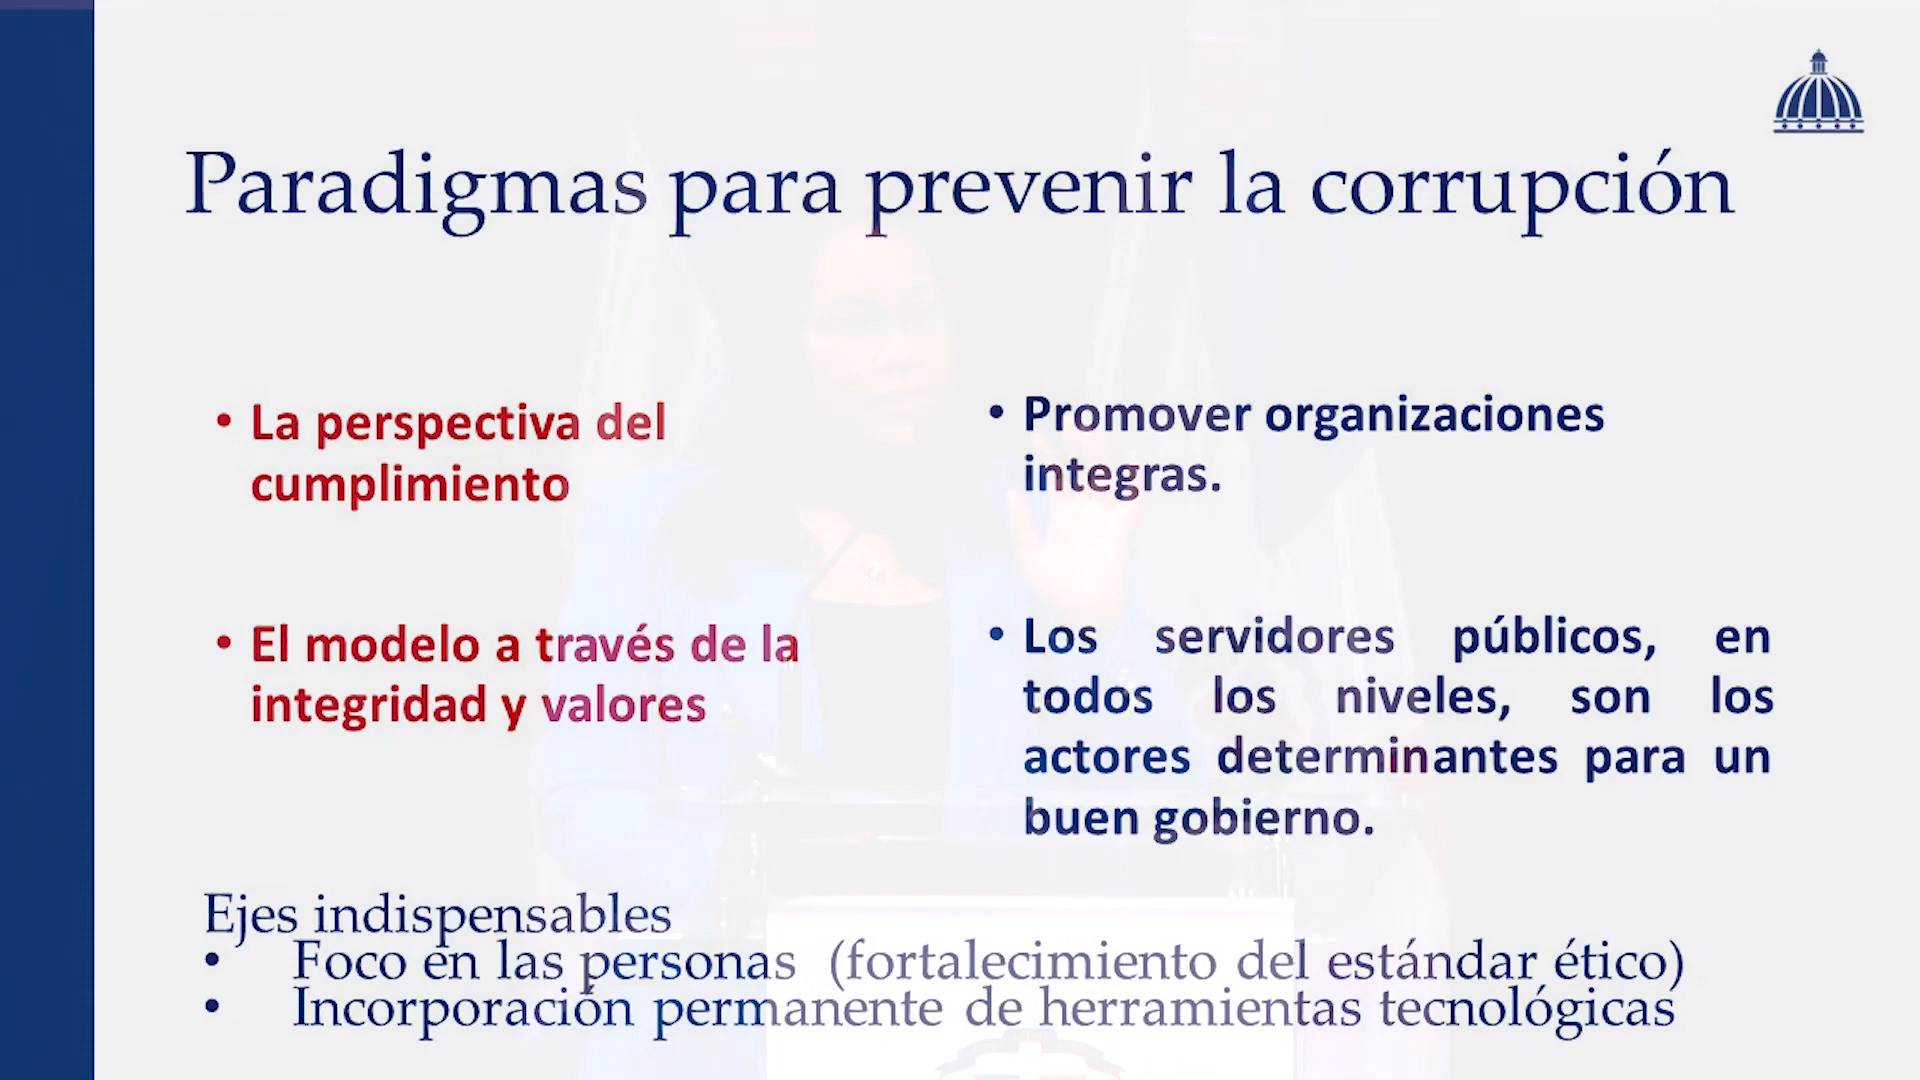 Paradigmas para prevenir la corrupción
• La perspectiva del
cumplimiento
• El modelo a través de la
integridad y valores
• Promover organizaciones
integras.
• Los servidores públicos, en
todos los niveles, son los
actores determinantes para un
buen gobierno.
Ejes indispensables
• Foco en las personas (fortalecimiento del estándar ético)
• Incorporación permanente de herramientas tecnológicas